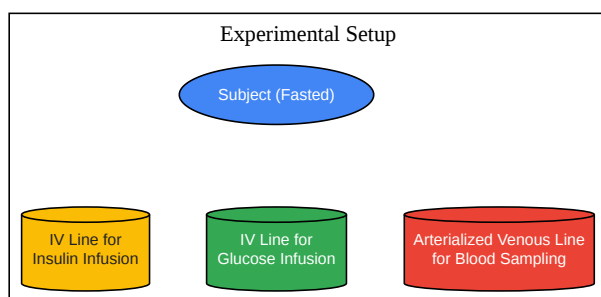 Experimental Setup
Subject (Fasted)
IV Line for
Insulin Infusion
IV Line for
Glucose Infusion
Arterialized Venous Line
for Blood Sampling